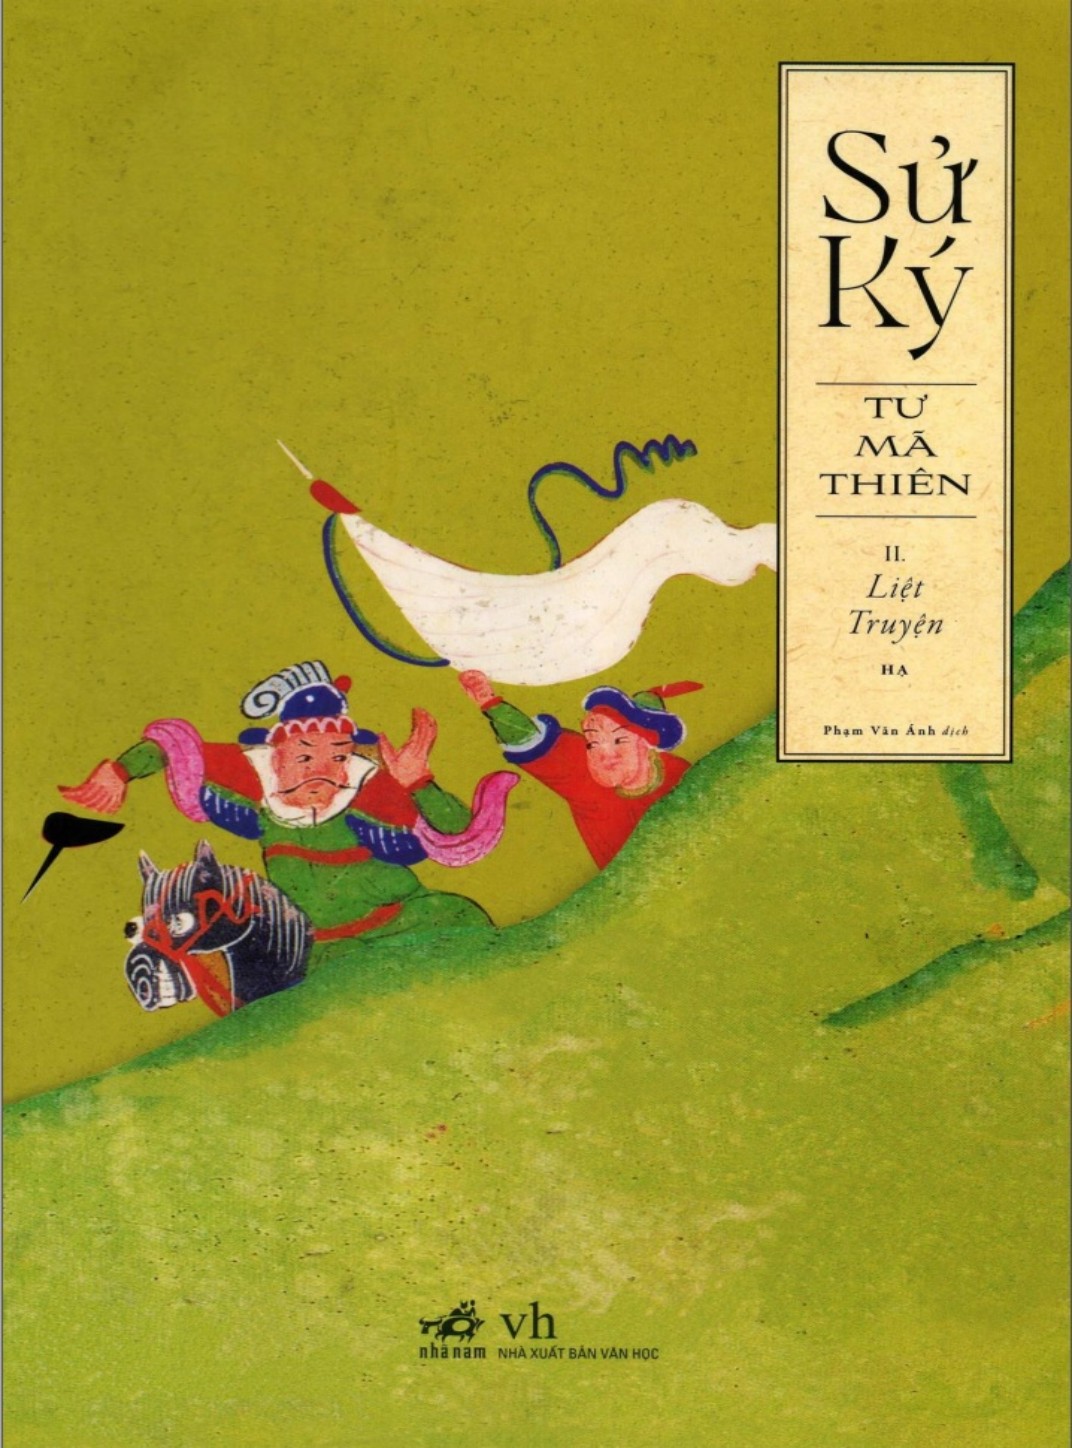 Sử
Ký
TƯ
MÃ
THIÊN
II.
Liệt
Truyện
HẠ
Phạm Văn Ánh dịch
vh
nhã nam NHÀ XUẤT BẢN VĂN HỌC